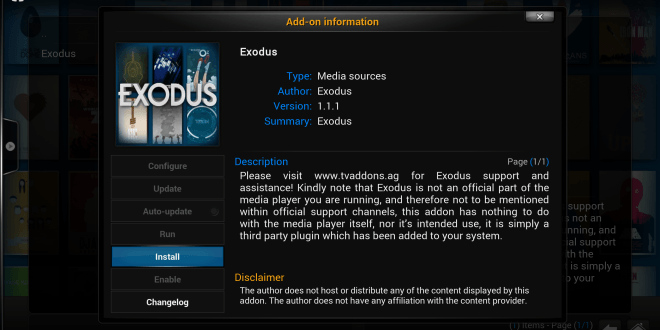 Add-on information
Exodus
Exodus
EXODUS
Type: Media sources
Author: Exodus
Version: 1.1.1
Summary: Exodus
Configure
Update
Auto-update
Run
Install
Enable
Changelog
Description Page (1/1)
Please visit www.tvaddons.ag for Exodus support and
assistance! Kindly note that Exodus is not an official part of the
media player you are running, and therefore not to be mentioned
within official support channels, this addon has nothing to do
with the media player itself, nor it's intended use, it is simply a
third party plugin which has been added to your system.
Disclaimer
The author does not host or distribute any of the content displayed by this
addon. The author does not have any affiliation with the content provider.
support
is not an
nning, and
ial support
ith the
is simply a
o your
(1) Items - Page (1/1)